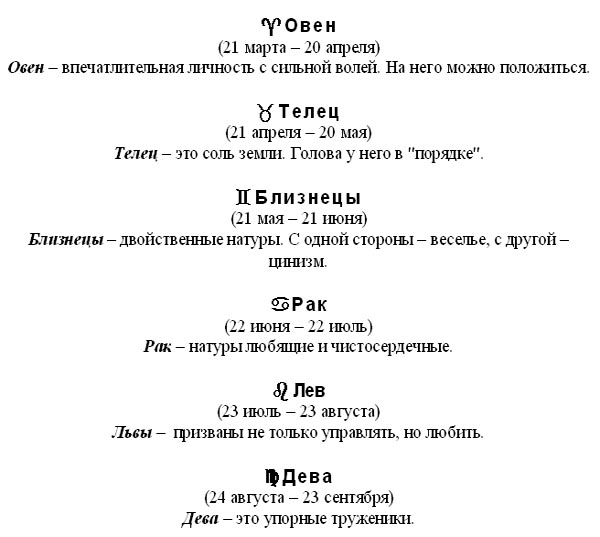 ♈ Овен
(21 марта – 20 апреля)
Овен – впечатлительная личность с сильной волей. На него можно положиться.
♉ Телец
(21 апреля – 20 мая)
Телец – это соль земли. Голова у него в "порядке".
♊ Близнецы
(21 мая – 21 июня)
Близнецы – двойственные натуры. С одной стороны – веселье, с другой –
цинизм.
♋ Рак
(22 июня – 22 июль)
Рак – натуры любящие и чистосердечные.
♌ Лев
(23 июль – 23 августа)
Львы – призваны не только управлять, но любить.
♍ Дева
(24 августа – 23 сентября)
Дева – это упорные труженики.